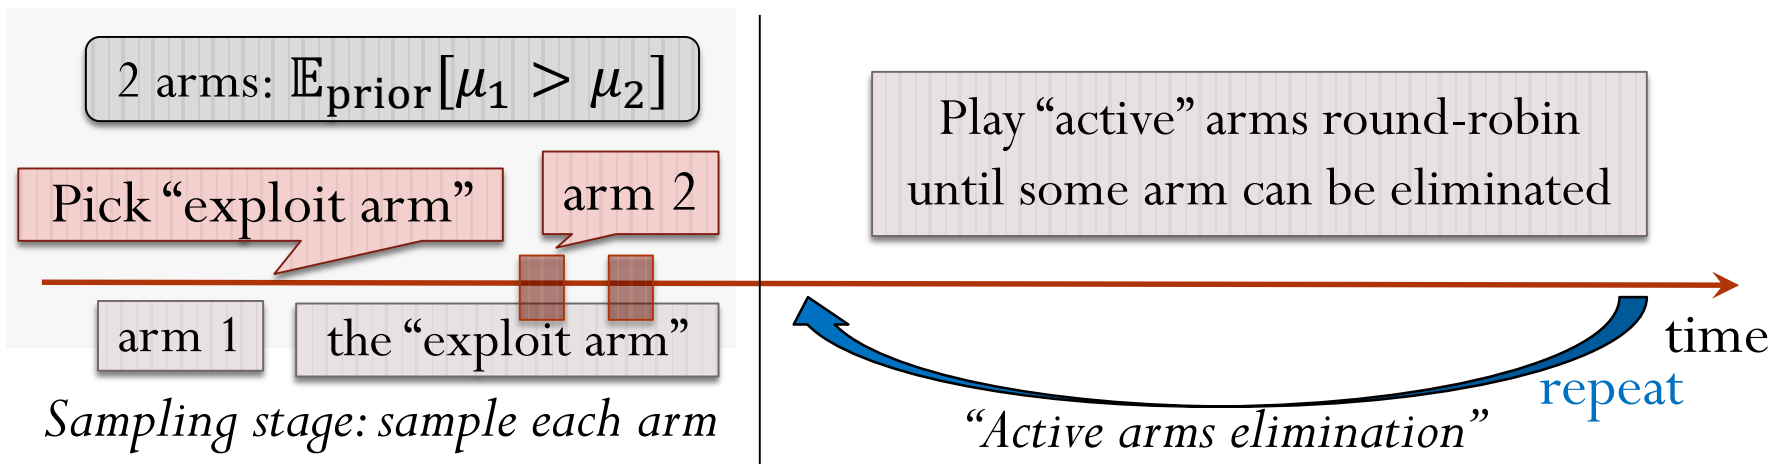 2 arms: 𝔼prior[μ1 > μ2]
Pick “exploit arm”
arm 2
arm 1
the “exploit arm”
Sampling stage: sample each arm
Play “active” arms round-robin
until some arm can be eliminated
time
repeat
“Active arms elimination”